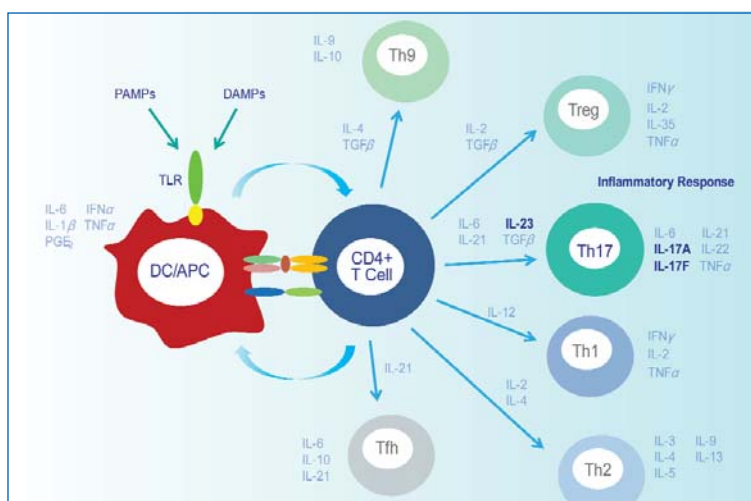 IL-9
IL-10
Th9
PAMPs
DAMPs
IL-4
TGFβ
IL-2
TGFβ
Treg
IFNγ
IL-2
IL-35
TNFα
TLR
Inflammatory Response
IL-6 IFNα
IL-1β TNFα
PGE2
DC/APC
CD4+
T Cell
IL-6 IL-23
IL-21 TGFβ
Th17
IL-6 IL-21
IL-17A IL-22
IL-17F TNFα
IL-12
Th1
IFNγ
IL-2
TNFα
IL-21
IL-2
IL-4
IL-6
IL-10
IL-21
Tfh
Th2
IL-3 IL-9
IL-4 IL-13
IL-5